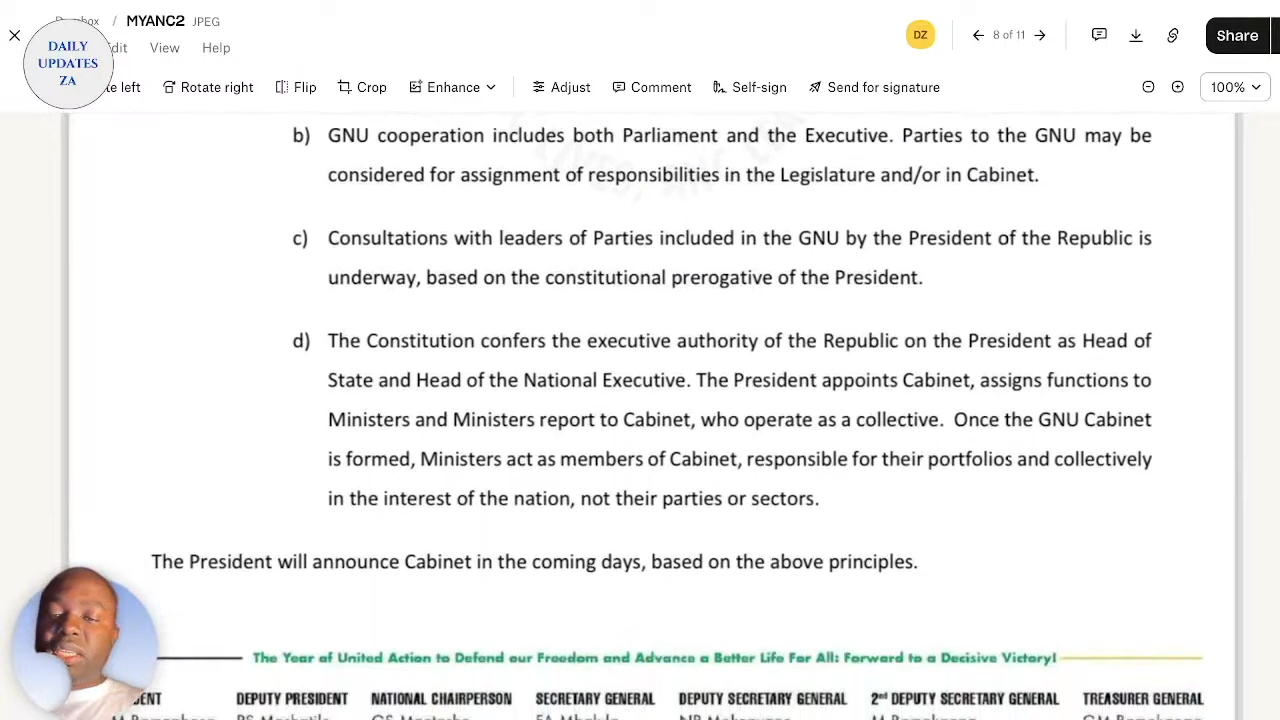 Dropbox / MYANC2 JPEG
DZ
8 of 11
Share
DAILY
UPDATES
ZA
Edit View Help
left Rotate right Flip Crop Enhance Adjust Comment Self-sign Send for signature 100%
b) GNU cooperation includes both Parliament and the Executive. Parties to the GNU may be
considered for assignment of responsibilities in the Legislature and/or in Cabinet.
c) Consultations with leaders of Parties included in the GNU by the President of the Republic is
underway, based on the constitutional prerogative of the President.
d) The Constitution confers the executive authority of the Republic on the President as Head of
State and Head of the National Executive. The President appoints Cabinet, assigns functions to
Ministers and Ministers report to Cabinet, who operate as a collective. Once the GNU Cabinet
is formed, Ministers act as members of Cabinet, responsible for their portfolios and collectively
in the interest of the nation, not their parties or sectors.
The President will announce Cabinet in the coming days, based on the above principles.
The Year of United Action to Defend our Freedom and Advance a Better Life For All: Forward to a Decisive Victory!
DEPUTY PRESIDENT NATIONAL CHAIRPERSON SECRETARY GENERAL DEPUTY SECRETARY GENERAL 2nd DEPUTY SECRETARY GENERAL TREASURER GENERAL